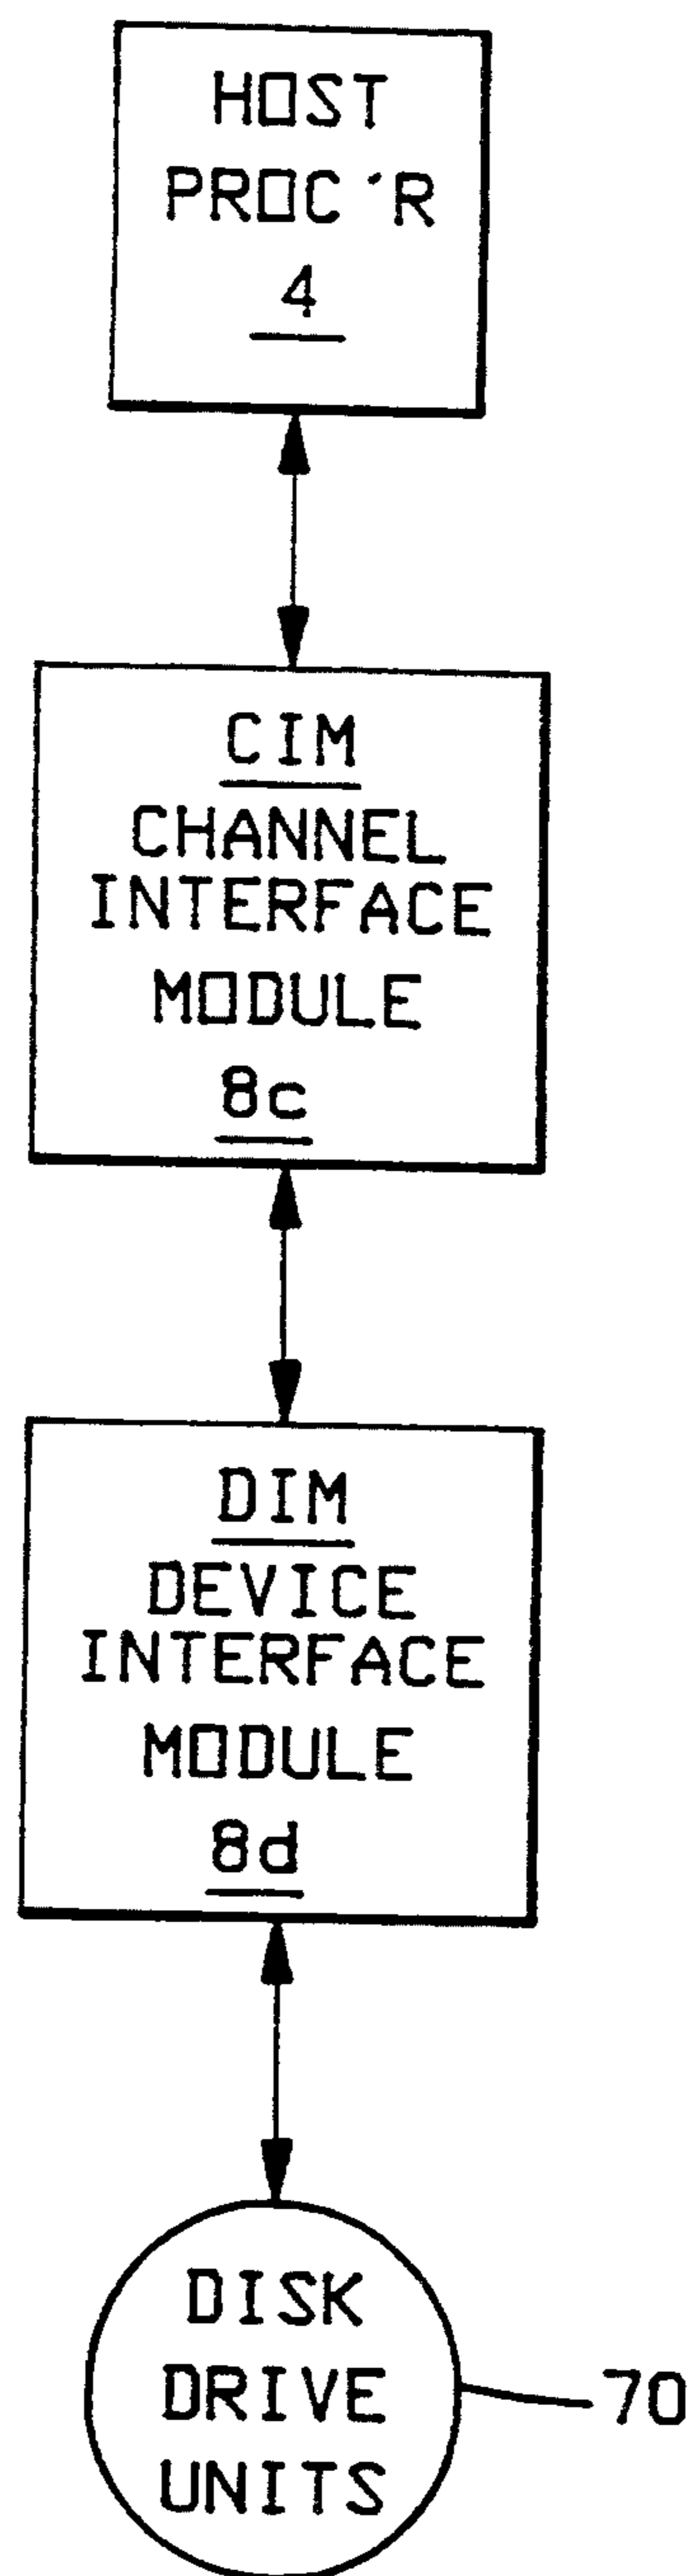 HOST
PROC'R
4
CIM
CHANNEL
INTERFACE
MODULE
8c
DIM
DEVICE
INTERFACE
MODULE
8d
DISK
DRIVE
UNITS
70